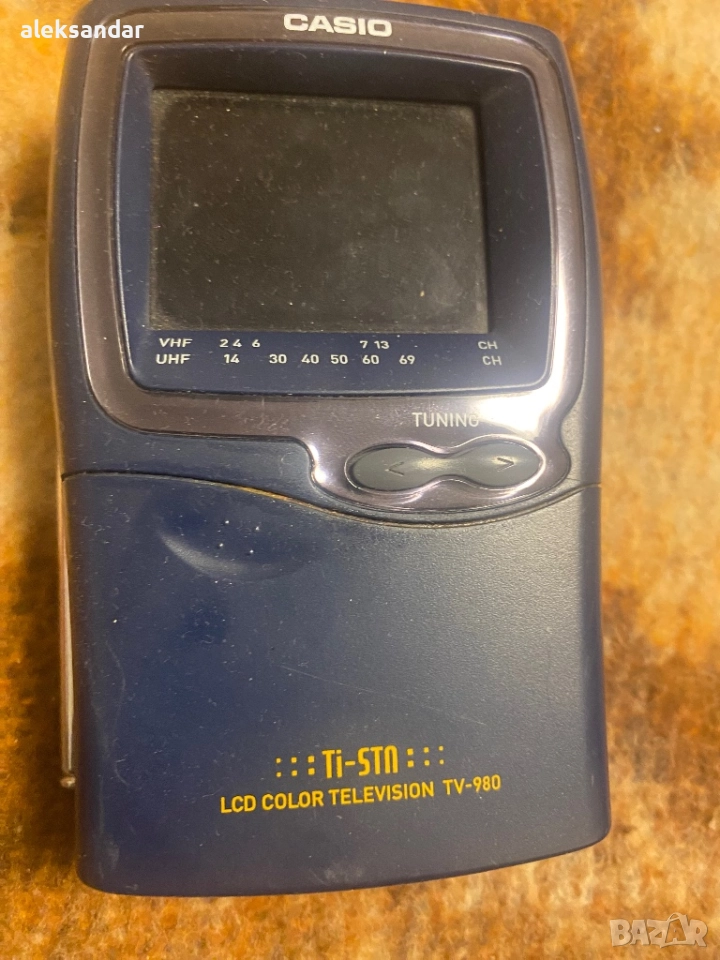 aleksandar
CASIO
VHF 2 4 6 7 13 CH
UHF 14 30 40 50 60 69 CH
TUNING
< >
Ti-STN
LCD COLOR TELEVISION TV-980
BAZAR